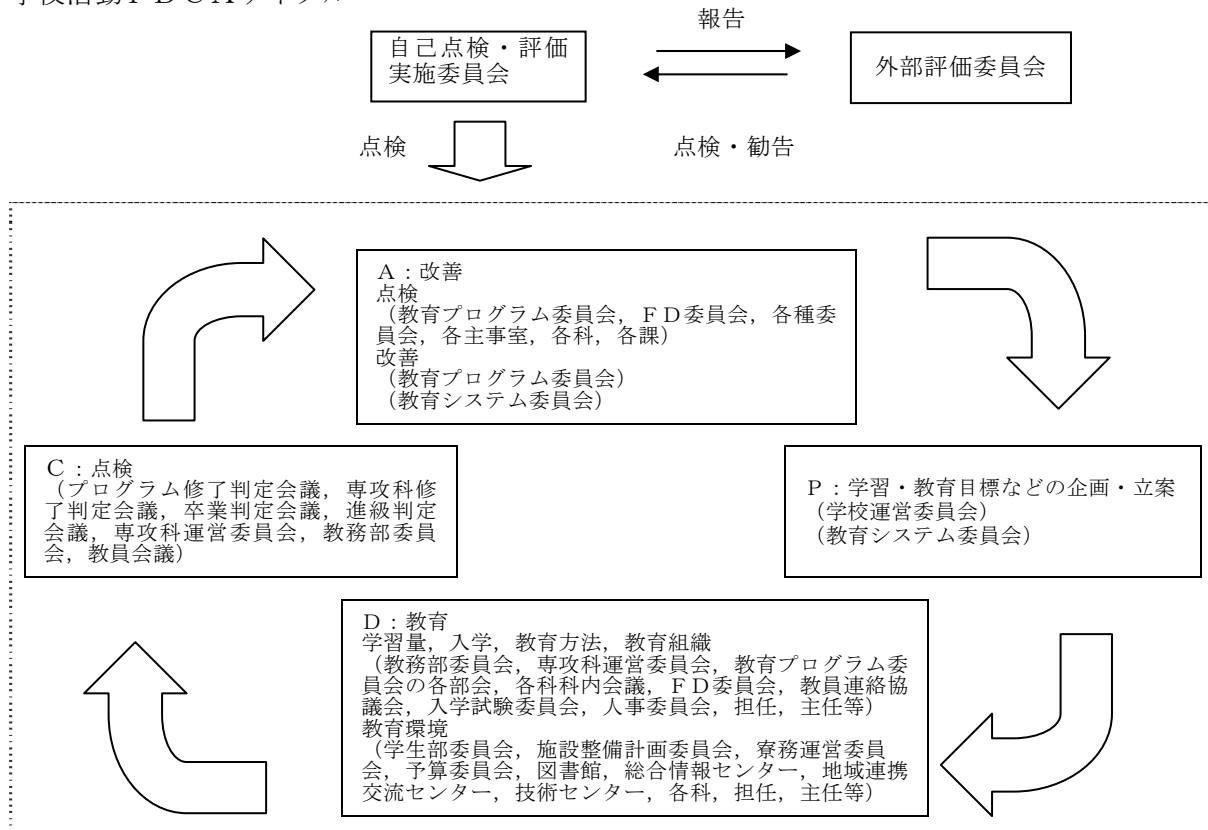 報告
自己点検・評価
実施委員会
外部評価委員会
点検
点検・勧告
A：改善
点検
（教育プログラム委員会，FD委員会，各種委
員会，各主事室，各科，各課）
改善
（教育プログラム委員会）
（教育システム委員会）
C：点検
（プログラム修了判定会議，専攻科修
了判定会議，卒業判定会議，進級判定
会議，専攻科運営委員会，教務部委員
会，教員会議）
P：学習・教育目標などの企画・立案
（学校運営委員会）
（教育システム委員会）
D：教育
学習量，入学，教育方法，教育組織
（教務部委員会，専攻科運営委員会，教育プログラム委
員会の各部会，各科科内会議，FD委員会，教員連絡協
議会，入学試験委員会，人事委員会，担任，主任等）
教育環境
（学生部委員会，施設整備計画委員会，寮務運営委員
会，予算委員会，図書館，総合情報センター，地域連携
交流センター，技術センター，各科，担任，主任等）